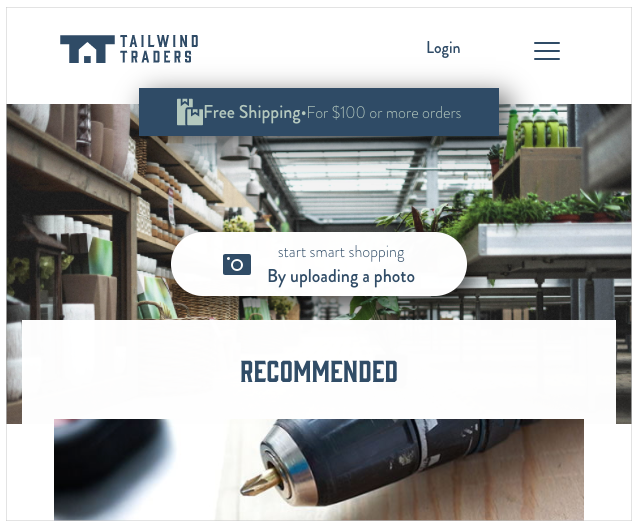 TAILWIND
TRADERS
Login
Free Shipping•For $100 or more orders
start smart shopping
By uploading a photo
RECOMMENDED